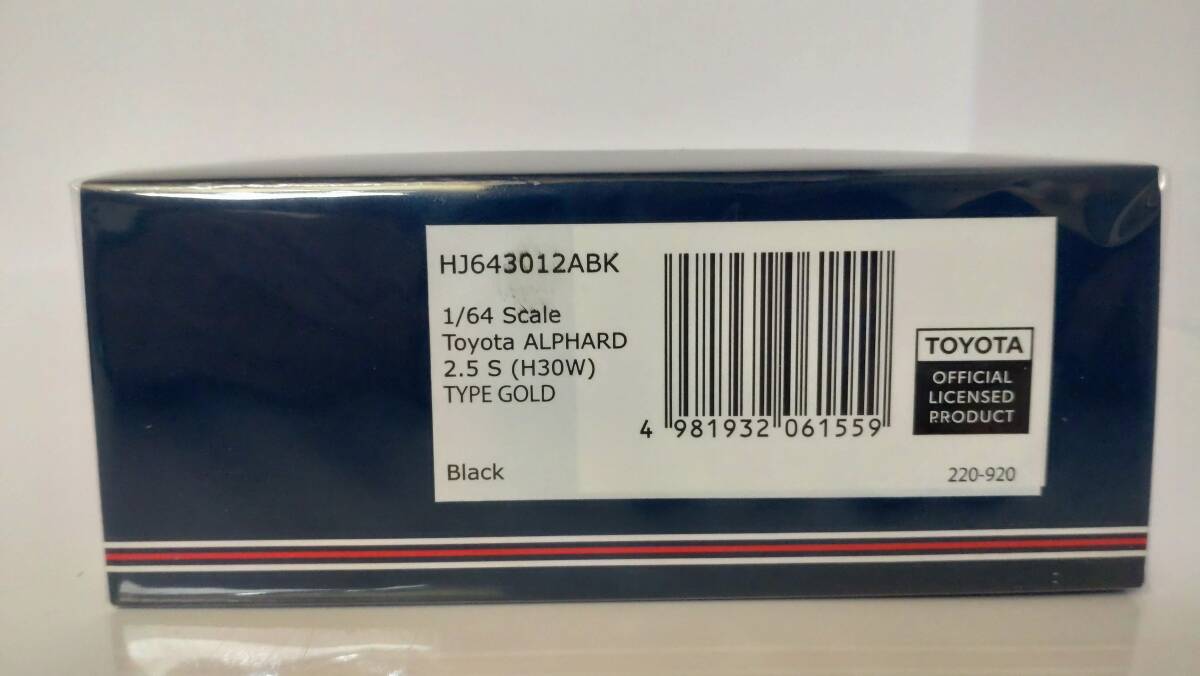 HJ643012ABK
1/64 Scale
Toyota ALPHARD
2.5 S (H30W)
TYPE GOLD
Black
4 981932 061559
TOYOTA
OFFICIAL
LICENSED
PRODUCT
220-920